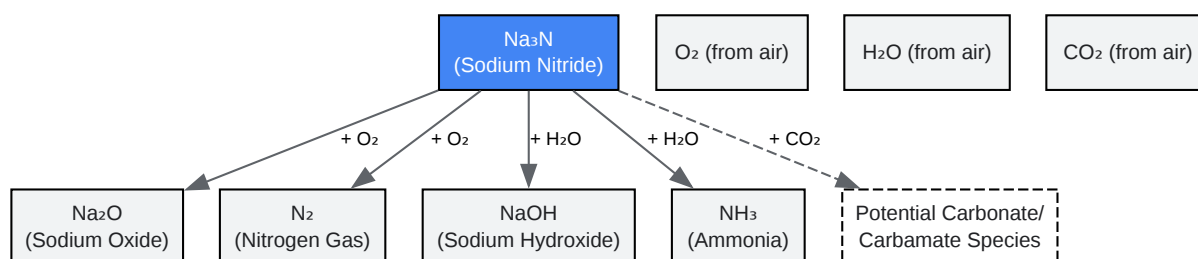 Na₃N
(Sodium Nitride)
O₂ (from air)
H₂O (from air)
CO₂ (from air)
+ O₂
+ O₂
+ H₂O
+ H₂O
+ CO₂
Na₂O
(Sodium Oxide)
N₂
(Nitrogen Gas)
NaOH
(Sodium Hydroxide)
NH₃
(Ammonia)
Potential Carbonate/
Carbamate Species